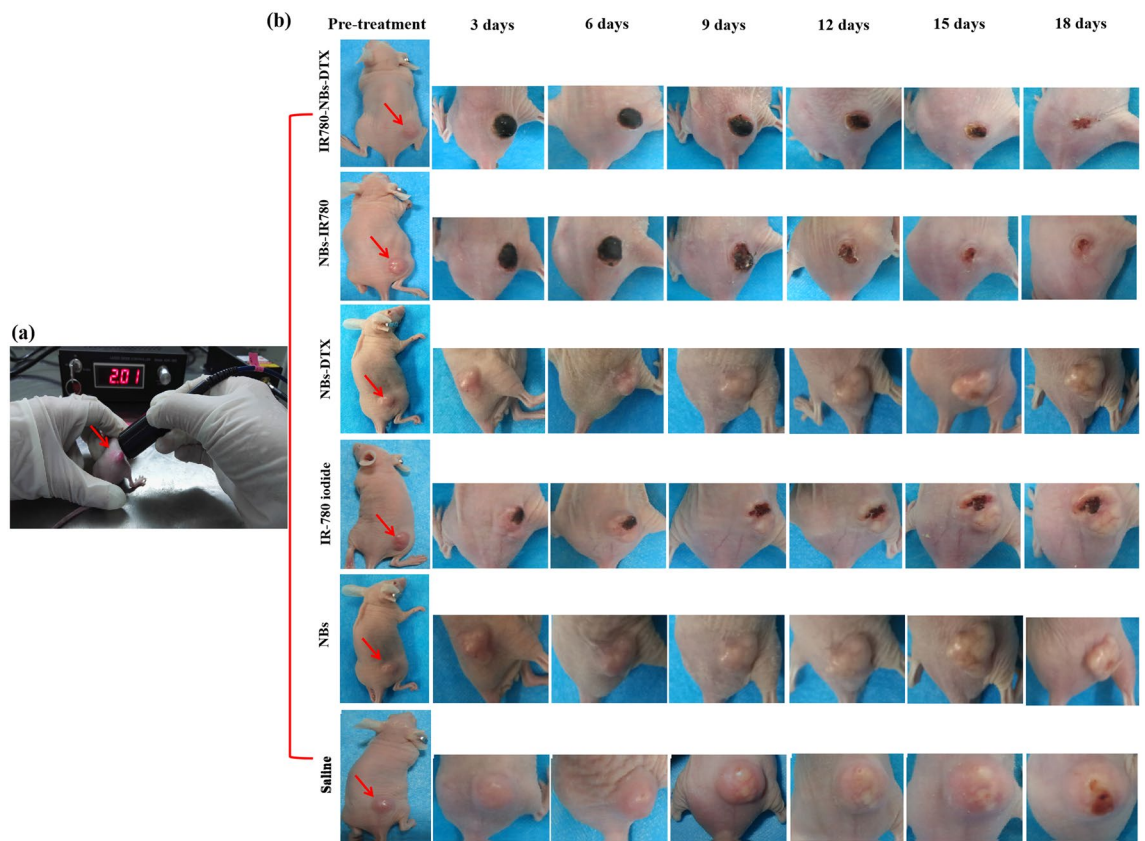 (b)
Pre-treatment 3 days 6 days 9 days 12 days 15 days 18 days
IR780-NBs-DTX
NBs-IR780
NBs-DTX
IR-780 iodide
NBs
Saline
(a)
2.01